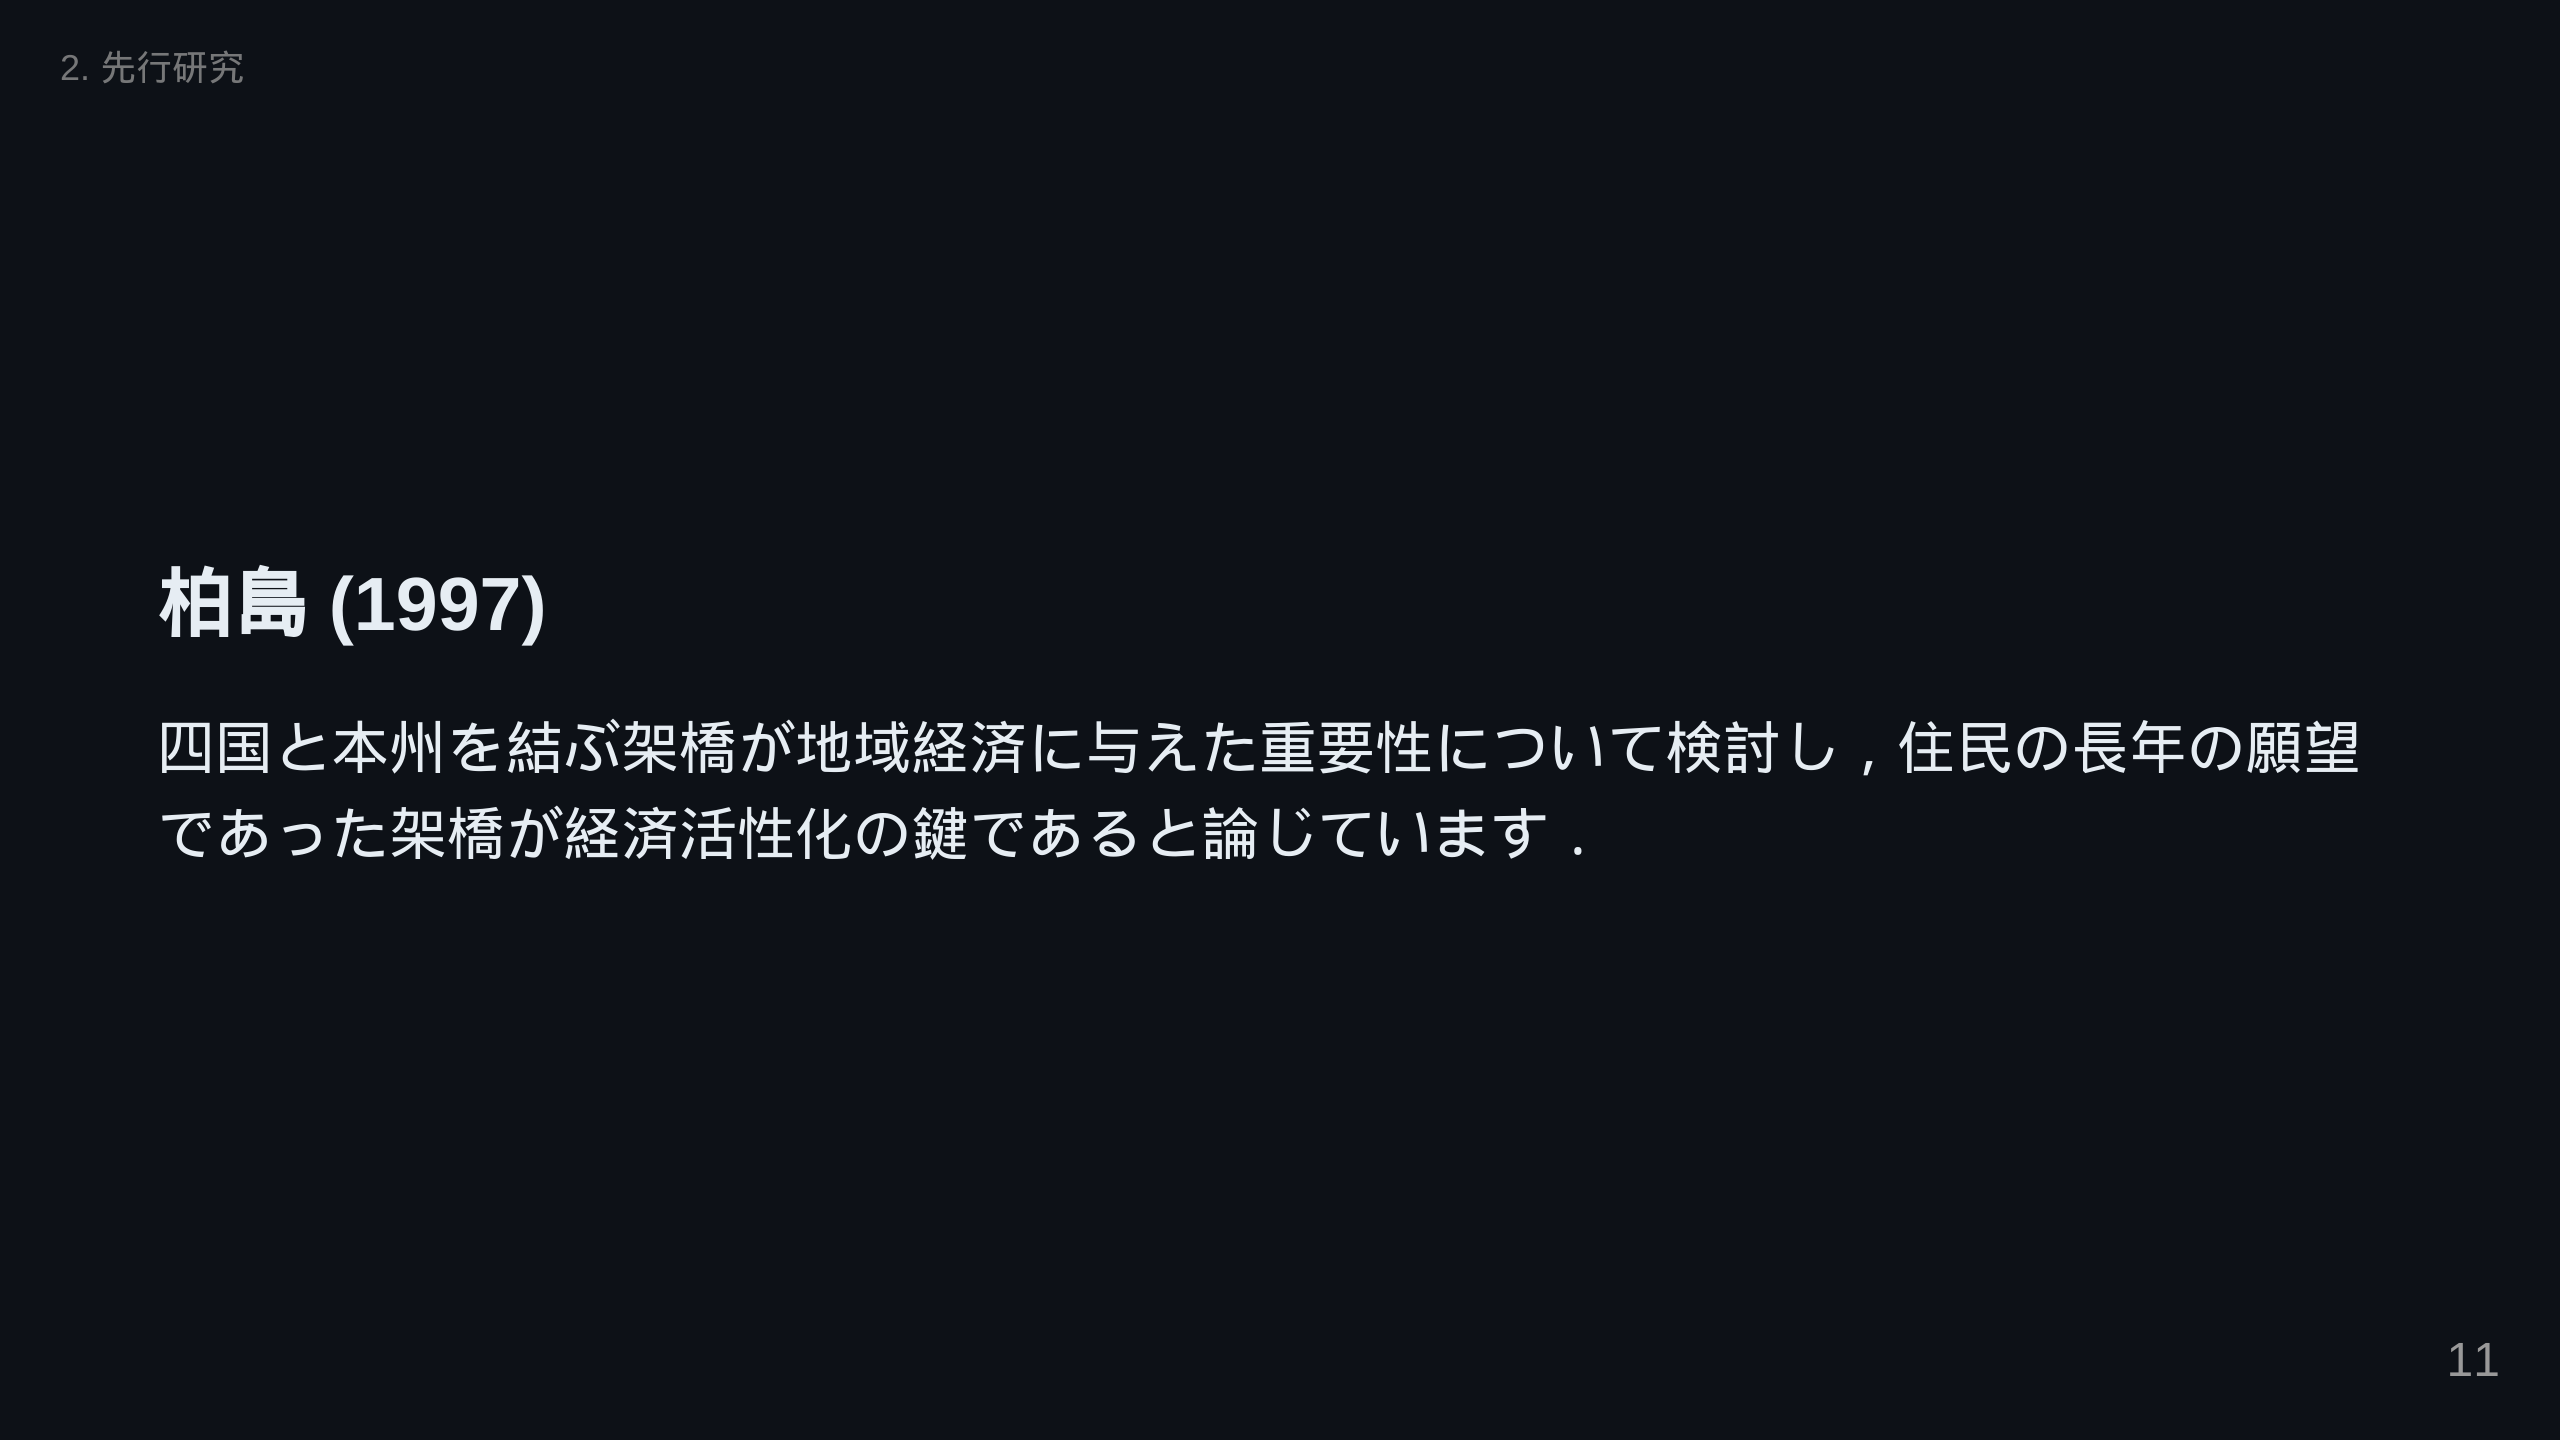 2. 先行研究
柏島 (1997)
四国と本州を結ぶ架橋が地域経済に与えた重要性について検討し，住民の長年の願望
であった架橋が経済活性化の鍵であると論じています．
11